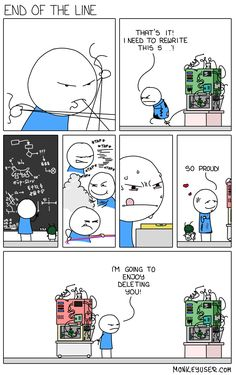 END OF THE LINE
THAT'S IT!
I NEED TO REWRITE
THIS S   ?
SO PROUD!
I'M GOING TO
ENJOY
DELETING
YOU!
MONKEYUSER.COM